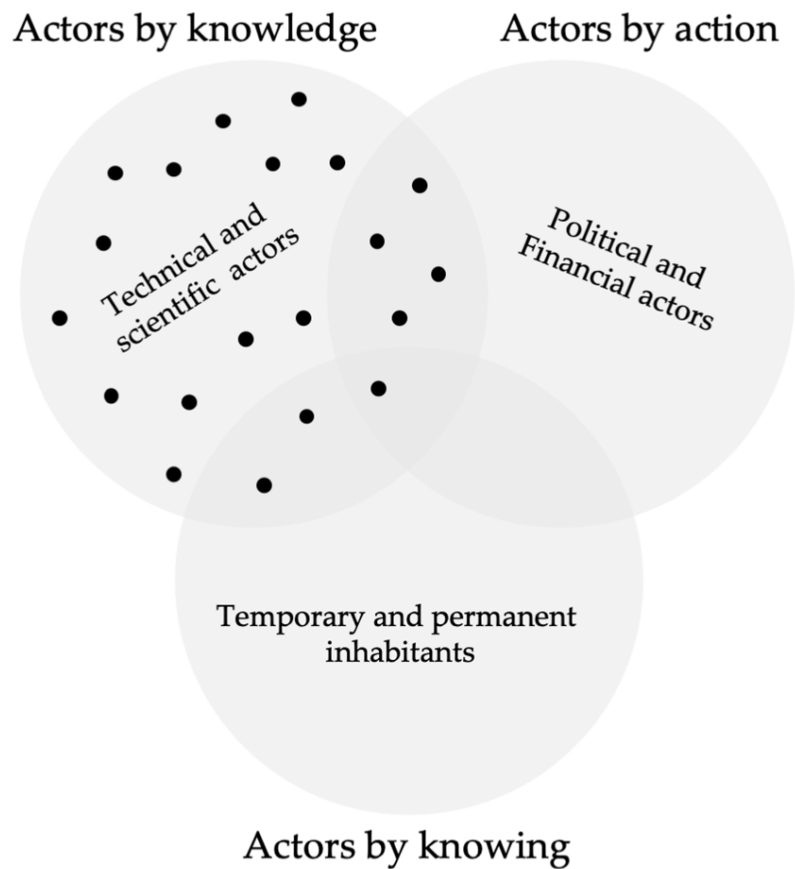 Actors by knowledge
Actors by action
Technical and
scientific actors
Political and
Financial actors
Temporary and permanent
inhabitants
Actors by knowing